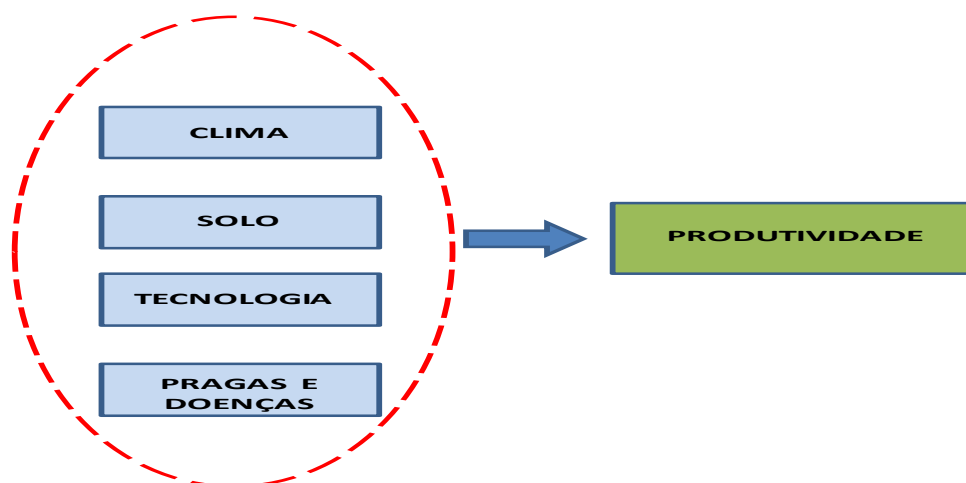 CLIMA
SOLO
TECNOLOGIA
PRAGAS E
DOENÇAS
PRODUTIVIDADE